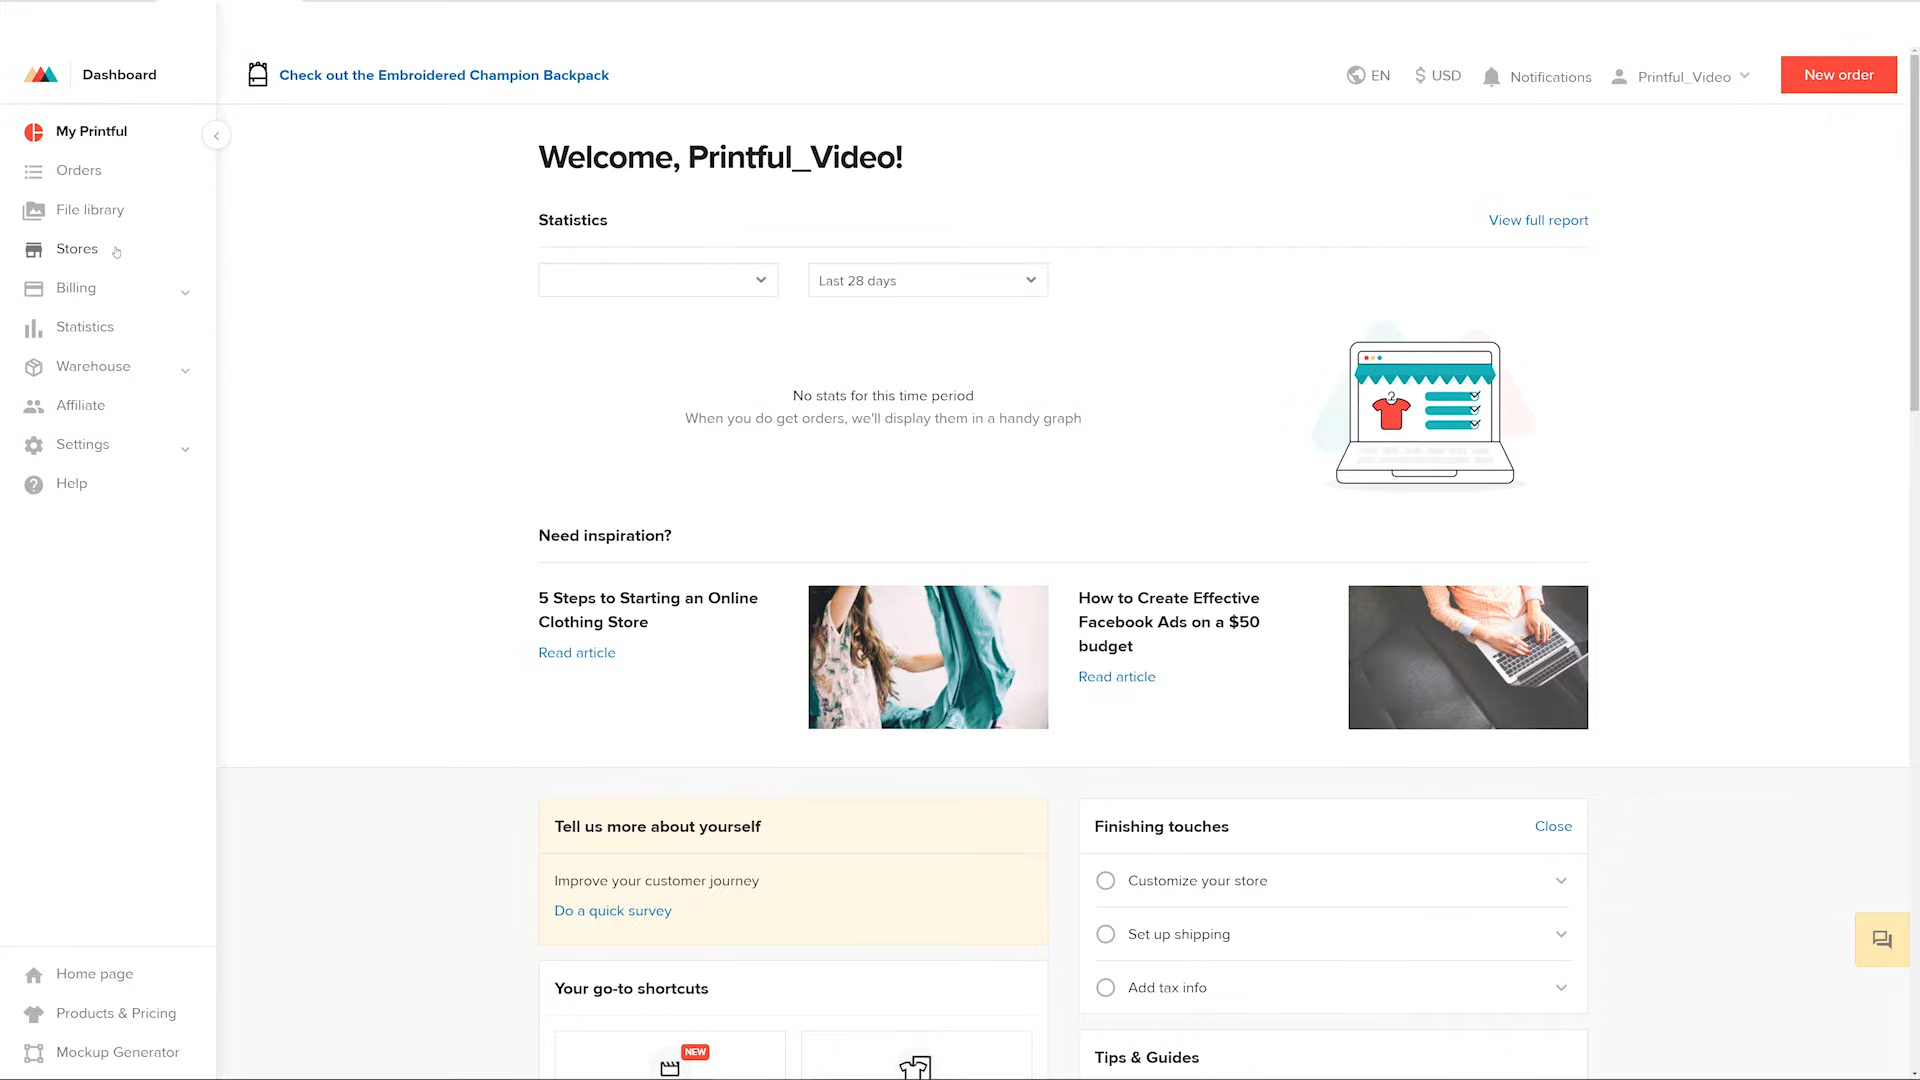 Dashboard
Check out the Embroidered Champion Backpack
EN
$ USD
Notifications
Printful_Video
New order
My Printful
Orders
File library
Stores
Billing
Statistics
Warehouse
Affiliate
Settings
Help
Home page
Products & Pricing
Mockup Generator
Welcome, Printful_Video!
Statistics
View full report
Last 28 days
No stats for this time period
When you do get orders, we'll display them in a handy graph
Need inspiration?
5 Steps to Starting an Online
Clothing Store
Read article
How to Create Effective
Facebook Ads on a $50
budget
Read article
Tell us more about yourself
Improve your customer journey
Do a quick survey
Your go-to shortcuts
NEW
Finishing touches
Close
Customize your store
Set up shipping
Add tax info
Tips & Guides